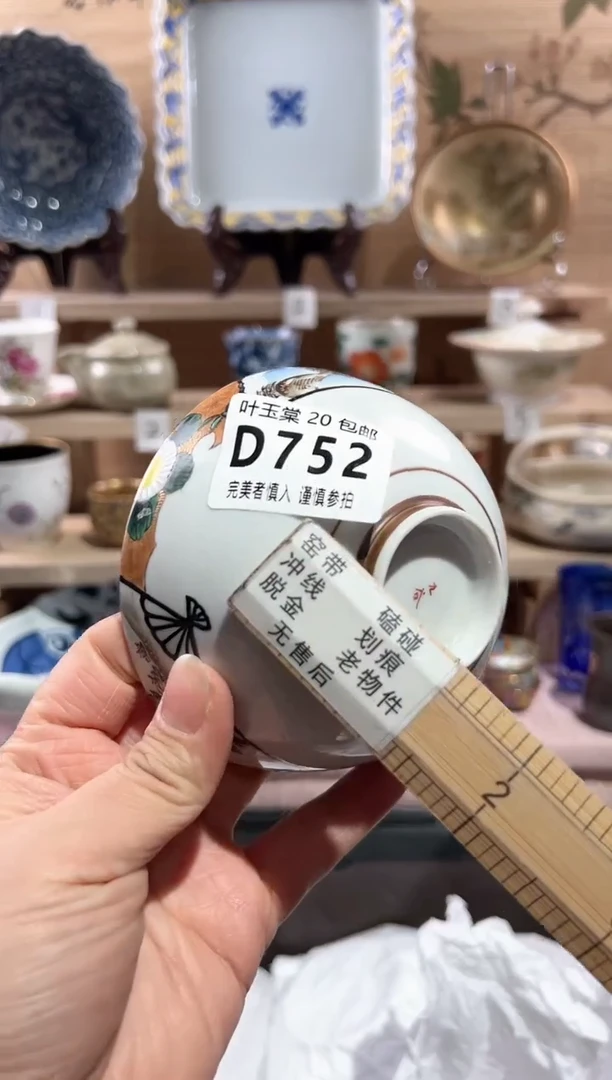 叶玉棠 20 包邮
D752
完美者慎入 谨慎参拍
窑带 磕碰
冲线 划痕
脱金 老物件
无售后
2